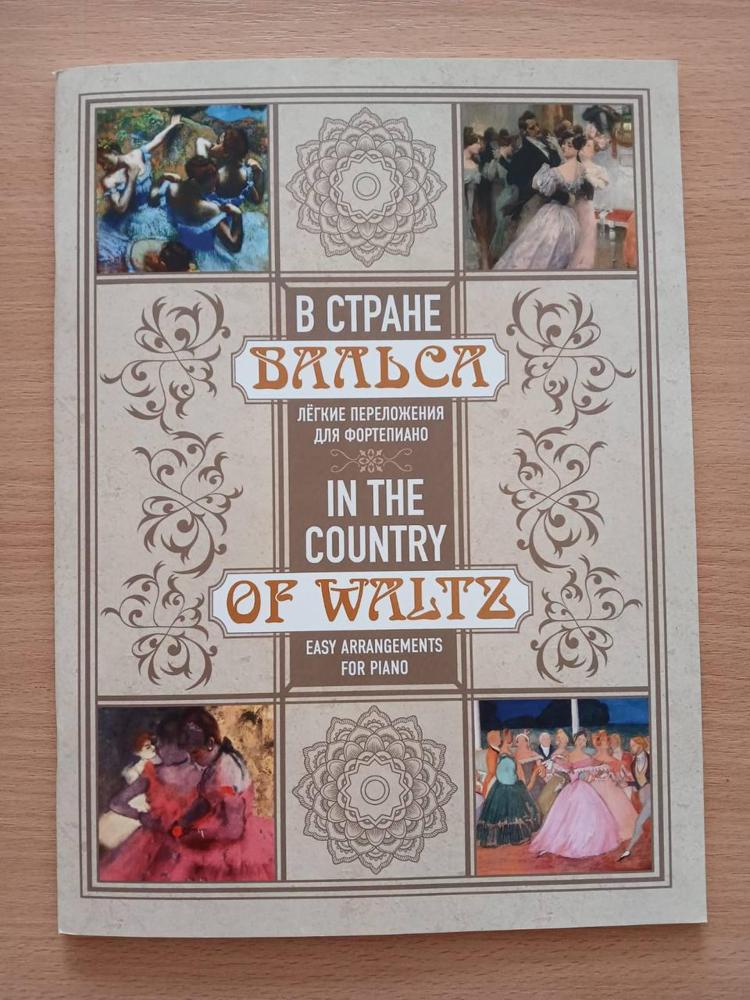 В СТРАНЕ
ВАЛЬСА
ЛЁГКИЕ ПЕРЕЛОЖЕНИЯ
ДЛЯ ФОРТЕПИАНО
IN THE
COUNTRY
OF WALTZ
EASY ARRANGEMENTS
FOR PIANO